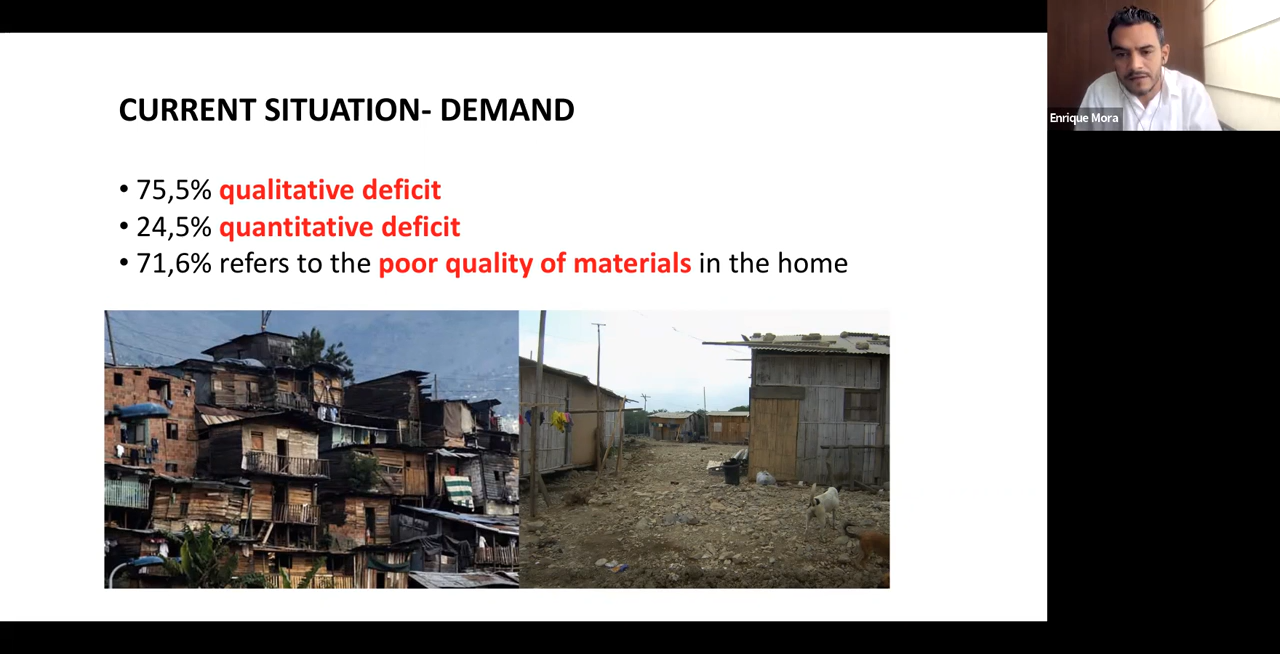 CURRENT SITUATION- DEMAND
• 75,5% qualitative deficit
• 24,5% quantitative deficit
• 71,6% refers to the poor quality of materials in the home
Enrique Mora